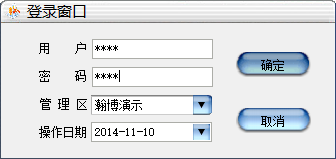 登录窗口
用 户 ****
密 码 **** 确定
管 理 区 瀚博演示
操作日期 2014-11-10 取消